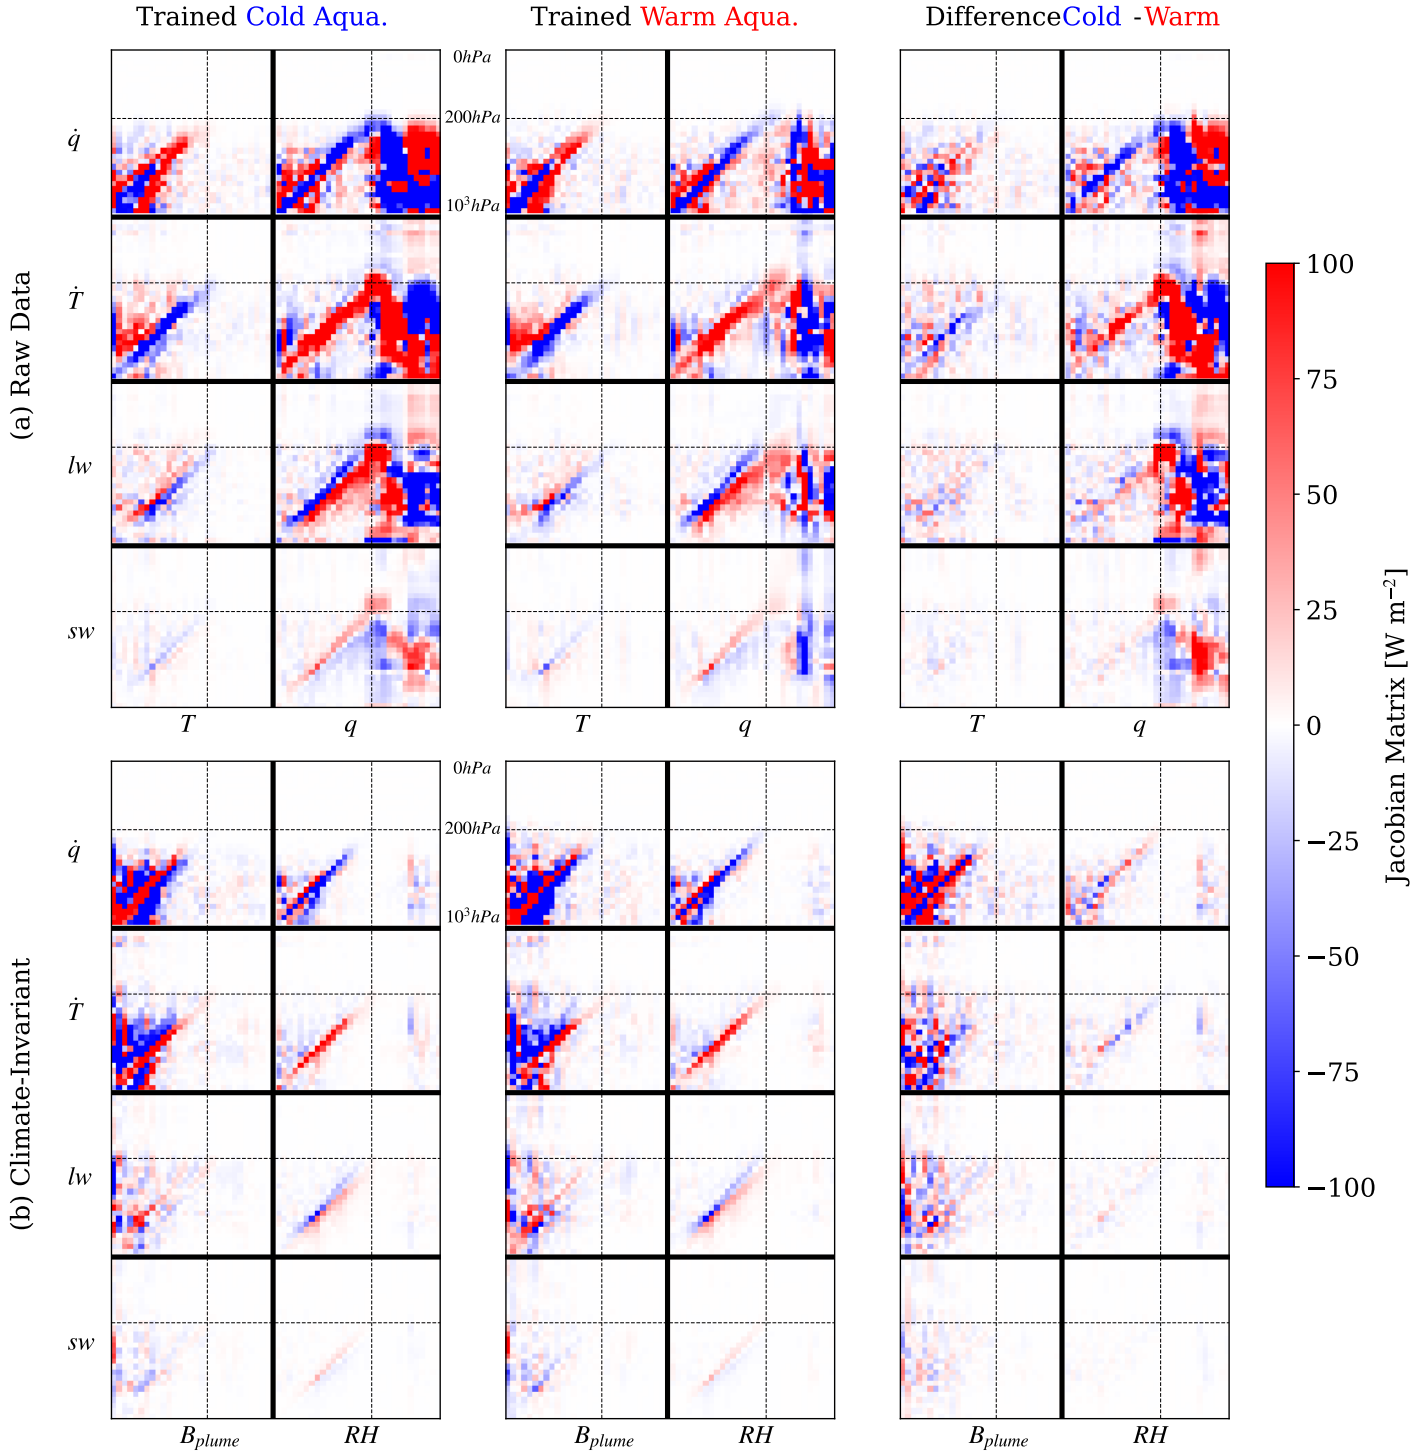 Trained Cold Aqua.
Trained Warm Aqua.
DifferenceCold -Warm
(a) Raw Data
0hPa
200hPa
10³hPa
q̇
Ṫ
lw
sw
T
q
T
q
T
q
(b) Climate-Invariant
0hPa
200hPa
10³hPa
q̇
Ṫ
lw
sw
B_plume
RH
B_plume
RH
B_plume
RH
100
75
50
25
0
−25
−50
−75
−100
Jacobian Matrix [W m⁻²]